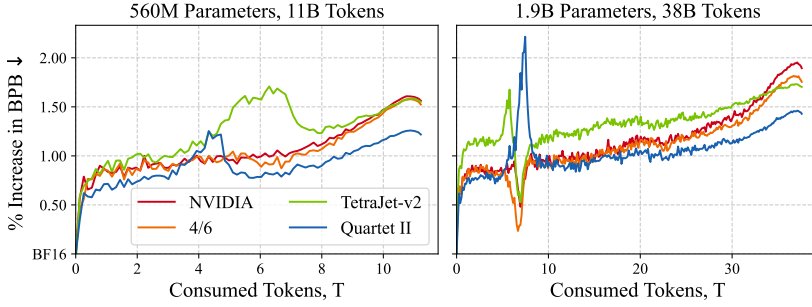 560M Parameters, 11B Tokens
1.9B Parameters, 38B Tokens
% Increase in BPB ↓
2.00
1.50
1.00
0.50
BF16
NVIDIA
4/6
TetraJet-v2
Quartet II
0 2 4 6 8 10
0 10 20 30
Consumed Tokens, T
Consumed Tokens, T